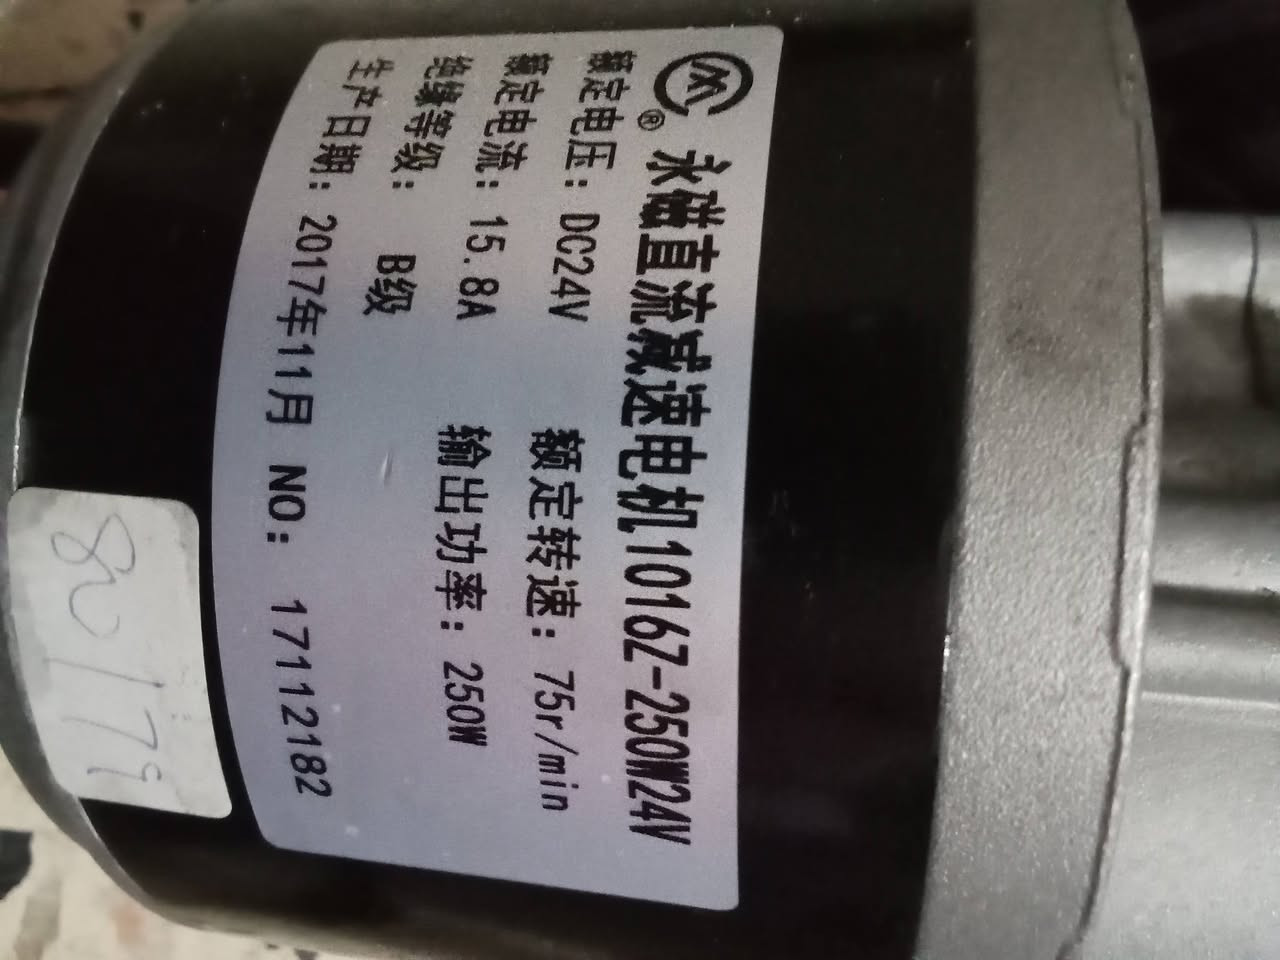 ®
永磁直流减速电机1016Z-250W24V
额定电压：DC24V 额定转速：75r/min
额定电流：15.8A 输出功率：250W
绝缘等级： B级
生产日期：2017年11月 NO：17112182